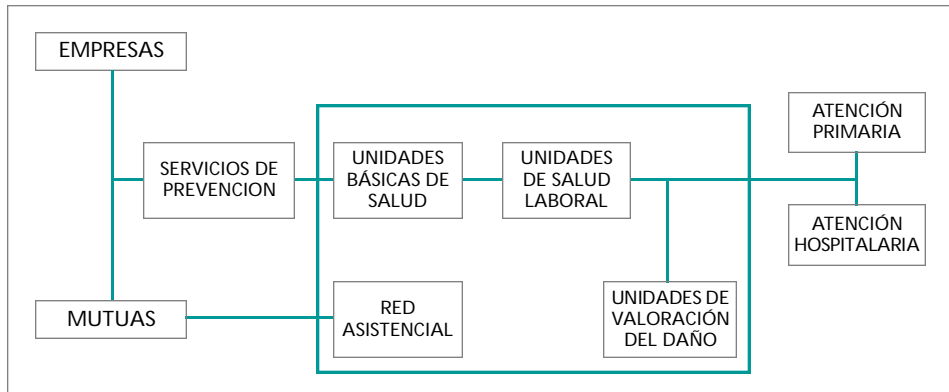 EMPRESAS
SERVICIOS DE
PREVENCION
MUTUAS
UNIDADES
BÁSICAS DE
SALUD
UNIDADES
DE SALUD
LABORAL
RED
ASISTENCIAL
UNIDADES DE
VALORACIÓN
DEL DAÑO
ATENCIÓN
PRIMARIA
ATENCIÓN
HOSPITALARIA